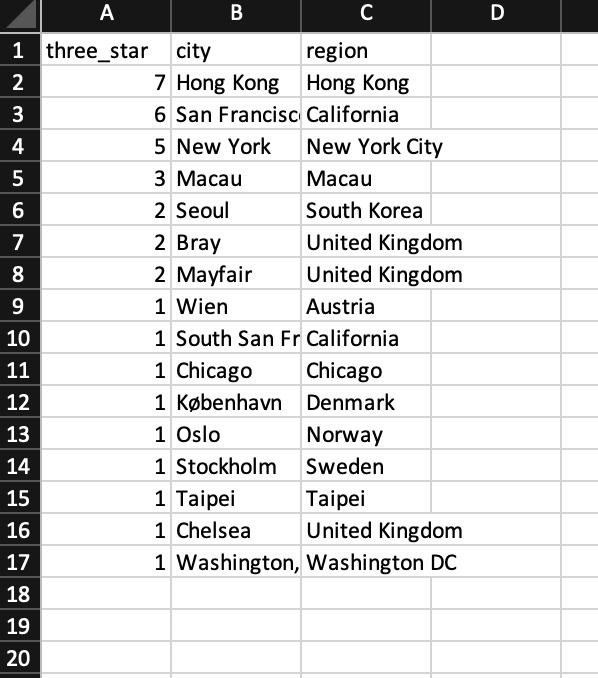 A B C D
1 three_star city region
2 7 Hong Kong Hong Kong
3 6 San Francisc California
4 5 New York New York City
5 3 Macau Macau
6 2 Seoul South Korea
7 2 Bray United Kingdom
8 2 Mayfair United Kingdom
9 1 Wien Austria
10 1 South San Fr California
11 1 Chicago Chicago
12 1 København Denmark
13 1 Oslo Norway
14 1 Stockholm Sweden
15 1 Taipei Taipei
16 1 Chelsea United Kingdom
17 1 Washington, Washington DC
18
19
20